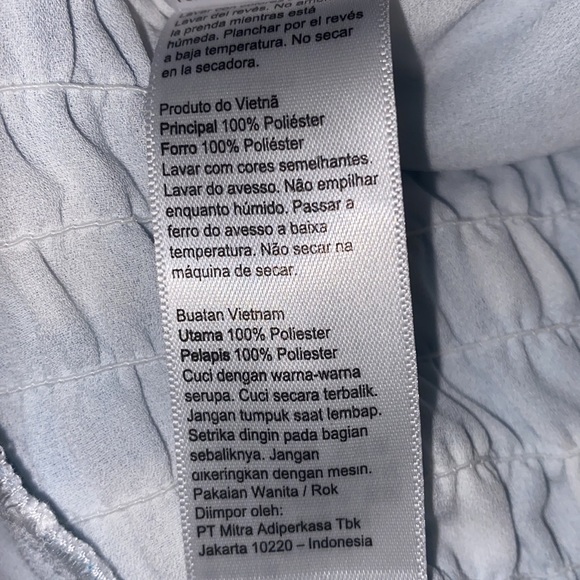 Lavar del revés. No
la prenda mientras está
húmeda. Planchar por el revés
a baja temperatura. No secar
en la secadora.
Produto do Vietnã
Principal 100% Poliéster
Forro 100% Poliéster
Lavar com cores semelhantes.
Lavar do avesso. Não empilhar
enquanto húmido. Passar a
ferro do avesso a baixa
temperatura. Não secar na
máquina de secar.
Buatan Vietnam
Utama 100% Poliester
Pelapis 100% Poliester
Cuci dengan warna-warna
serupa. Cuci secara terbalik.
Jangan tumpuk saat lembap.
Setrika dingin pada bagian
sebaliknya. Jangan
dikeringkan dengan mesin.
Pakaian Wanita / Rok
Diimpor oleh:
PT Mitra Adiperkasa Tbk
Jakarta 10220 – Indonesia